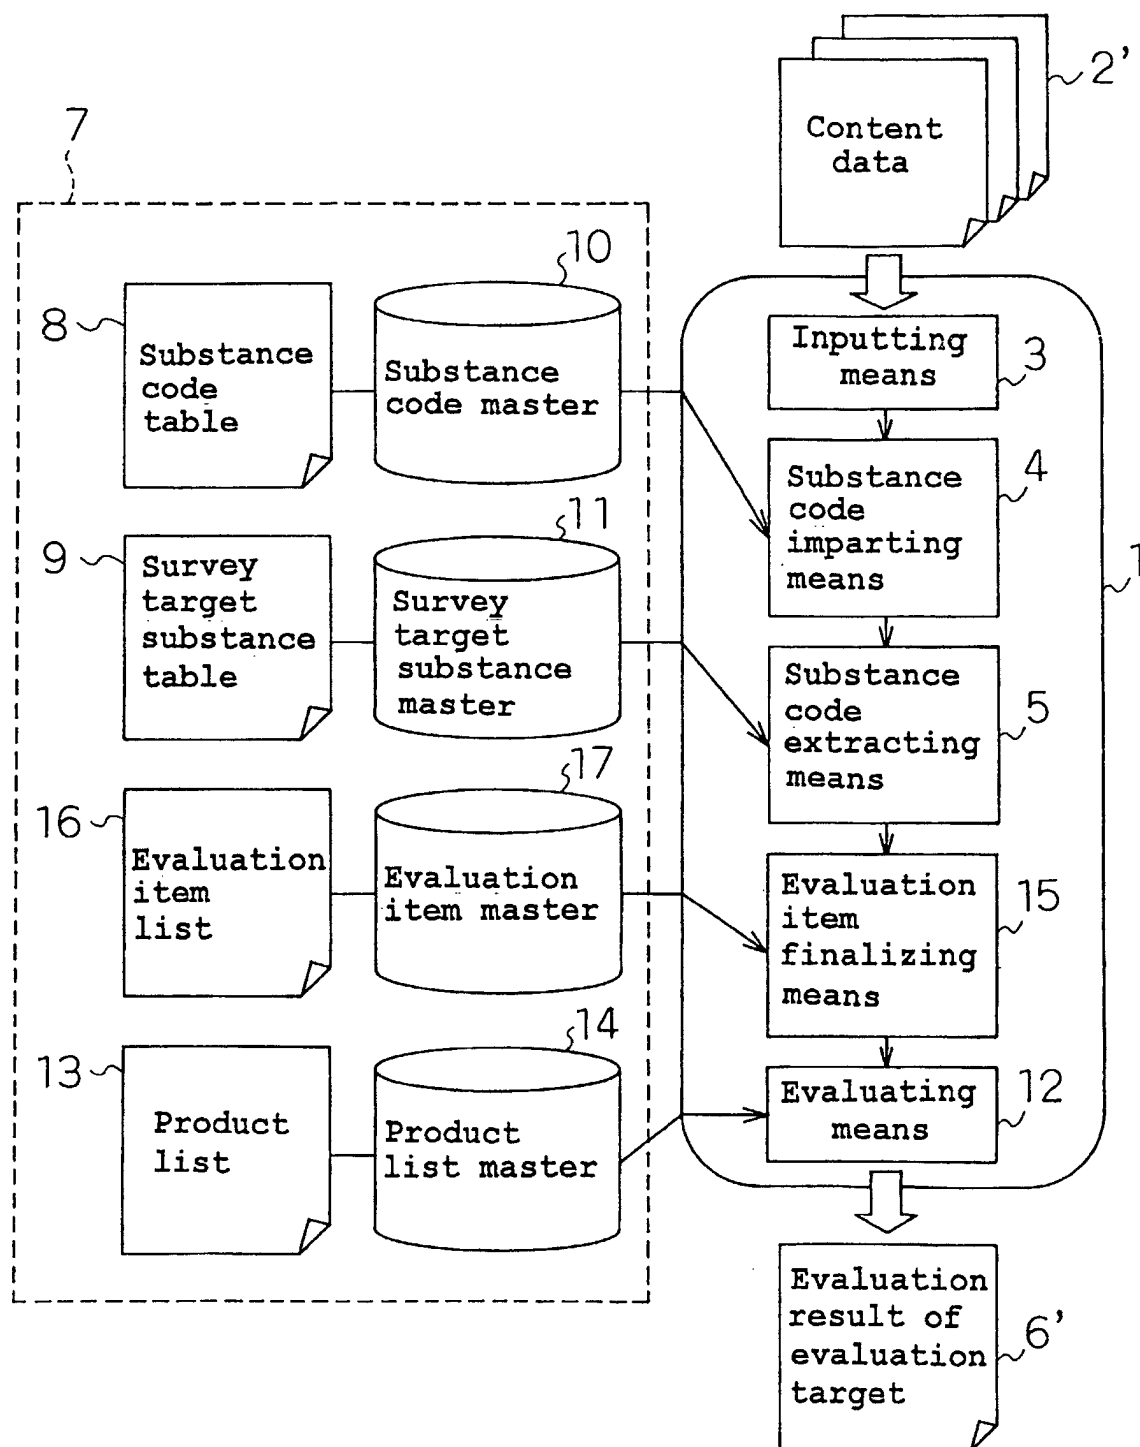 2'
Content
data
7
10
8
Substance
code
table
Substance
code master
Inputting
means
3
Substance
code
imparting
means
4
11
9
Survey
target
substance
table
Survey
target
substance
master
1
Substance
code
extracting
means
5
17
16
Evaluation
item
list
Evaluation
item master
Evaluation
item
finalizing
means
15
14
13
Product
list
Product
list master
Evaluating
means
12
Evaluation
result of
evaluation
target
6'